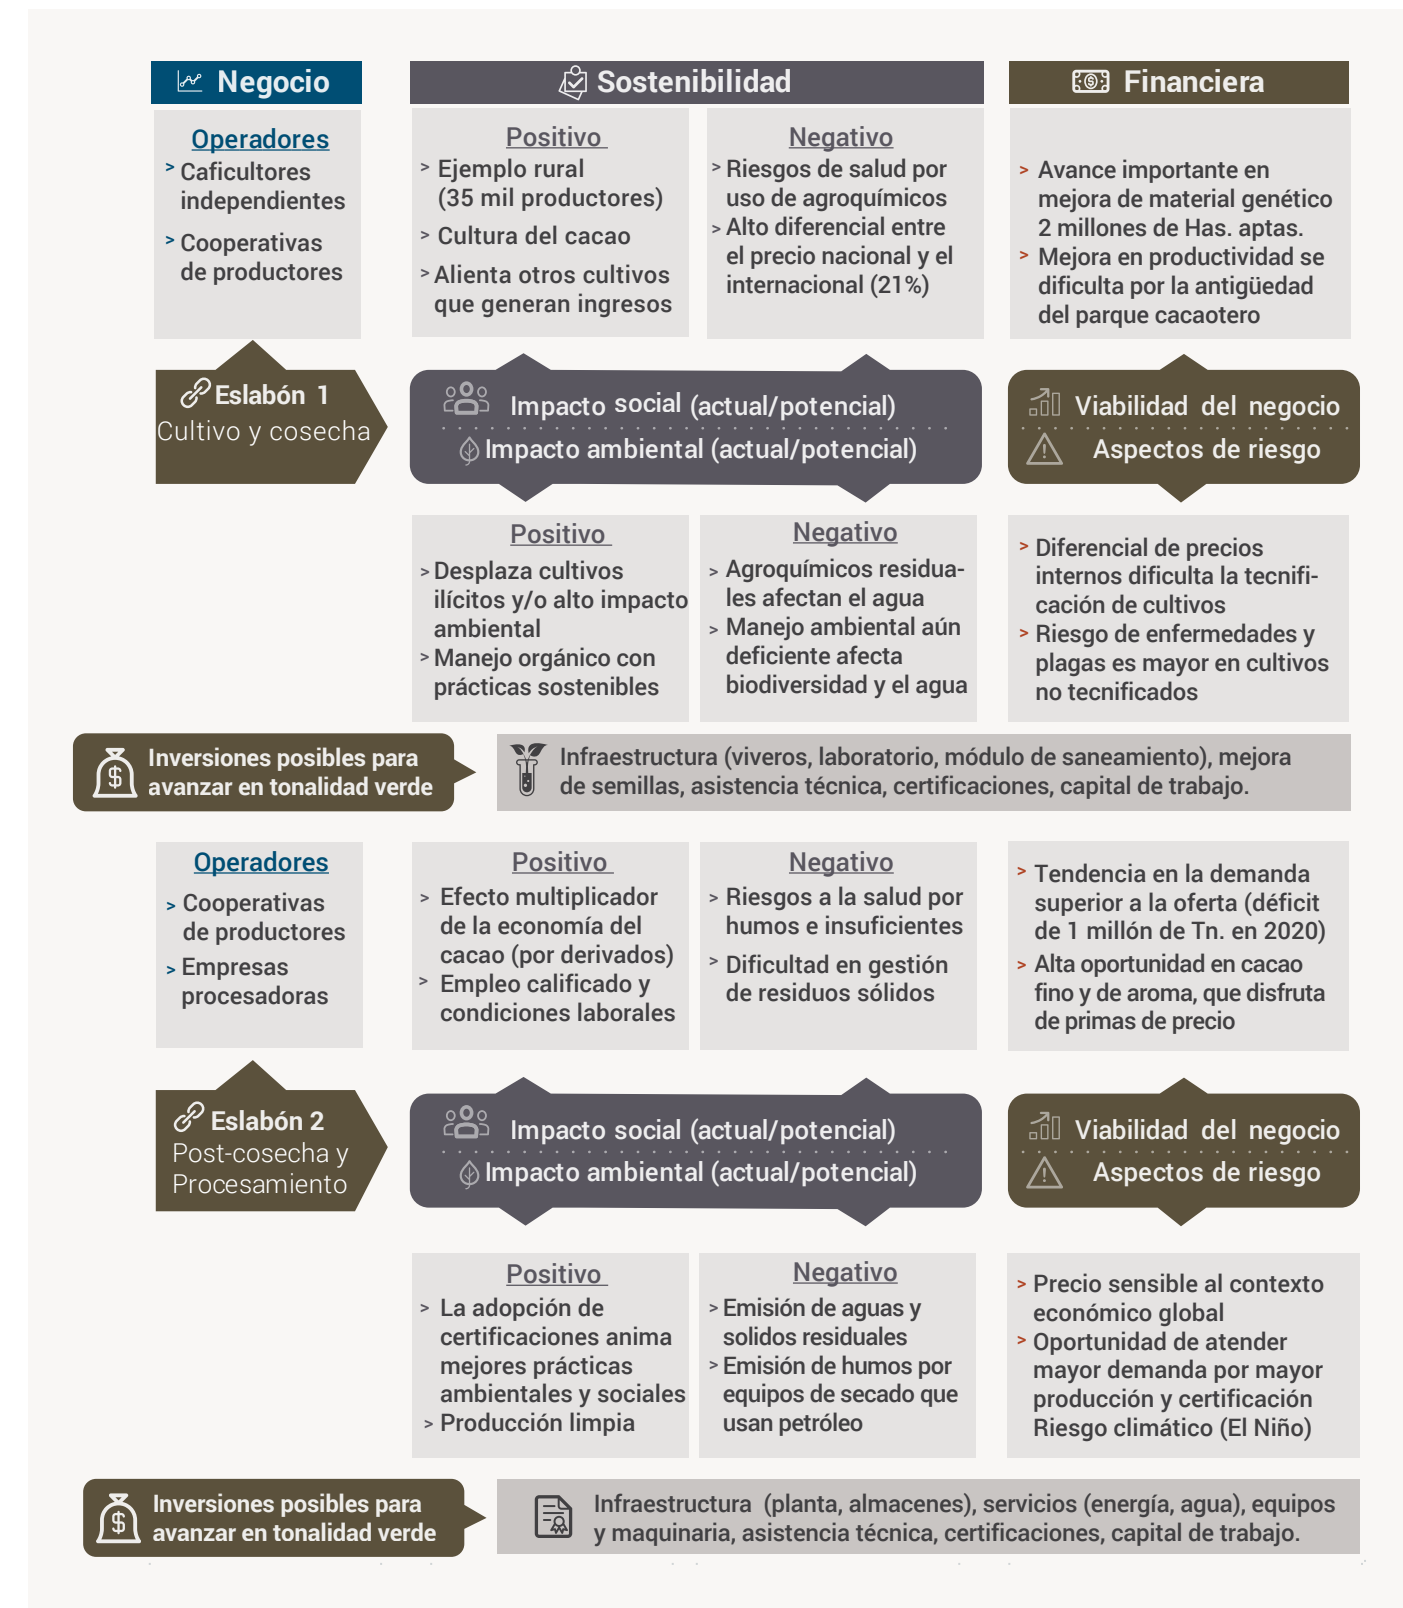 Negocio
Sostenibilidad
Financiera
Operadores
> Caficultores
independientes
> Cooperativas
de productores
Positivo
> Ejemplo rural
(35 mil productores)
> Cultura del cacao
> Alienta otros cultivos
que generan ingresos
Negativo
> Riesgos de salud por
uso de agroquímicos
> Alto diferencial entre
el precio nacional y el
internacional (21%)
> Avance importante en
mejora de material genético
2 millones de Has. aptas.
> Mejora en productividad se
dificulta por la antigüedad
del parque cacaotero
Eslabón 1
Cultivo y cosecha
Impacto social (actual/potencial)
Impacto ambiental (actual/potencial)
Viabilidad del negocio
Aspectos de riesgo
Positivo
> Desplaza cultivos
ilícitos y/o alto impacto
ambiental
> Manejo orgánico con
prácticas sostenibles
Negativo
> Agroquímicos residua-
les afectan el agua
> Manejo ambiental aún
deficiente afecta
biodiversidad y el agua
> Diferencial de precios
internos dificulta la tecnifi-
cación de cultivos
> Riesgo de enfermedades y
plagas es mayor en cultivos
no tecnificados
Inversiones posibles para
avanzar en tonalidad verde
Infraestructura (viveros, laboratorio, módulo de saneamiento), mejora
de semillas, asistencia técnica, certificaciones, capital de trabajo.
Operadores
> Cooperativas
de productores
> Empresas
procesadoras
Positivo
> Efecto multiplicador
de la economía del
cacao (por derivados)
> Empleo calificado y
condiciones laborales
Negativo
> Riesgos a la salud por
humos e insuficientes
> Dificultad en gestión
de residuos sólidos
> Tendencia en la demanda
superior a la oferta (déficit
de 1 millón de Tn. en 2020)
> Alta oportunidad en cacao
fino y de aroma, que disfruta
de primas de precio
Eslabón 2
Post-cosecha y
Procesamiento
Impacto social (actual/potencial)
Impacto ambiental (actual/potencial)
Viabilidad del negocio
Aspectos de riesgo
Positivo
> La adopción de
certificaciones anima
mejores prácticas
ambientales y sociales
> Producción limpia
Negativo
> Emisión de aguas y
solidos residuales
> Emisión de humos por
equipos de secado que
usan petróleo
> Precio sensible al contexto
económico global
> Oportunidad de atender
mayor demanda por mayor
producción y certificación
Riesgo climático (El Niño)
Inversiones posibles para
avanzar en tonalidad verde
Infraestructura (planta, almacenes), servicios (energía, agua), equipos
y maquinaria, asistencia técnica, certificaciones, capital de trabajo.